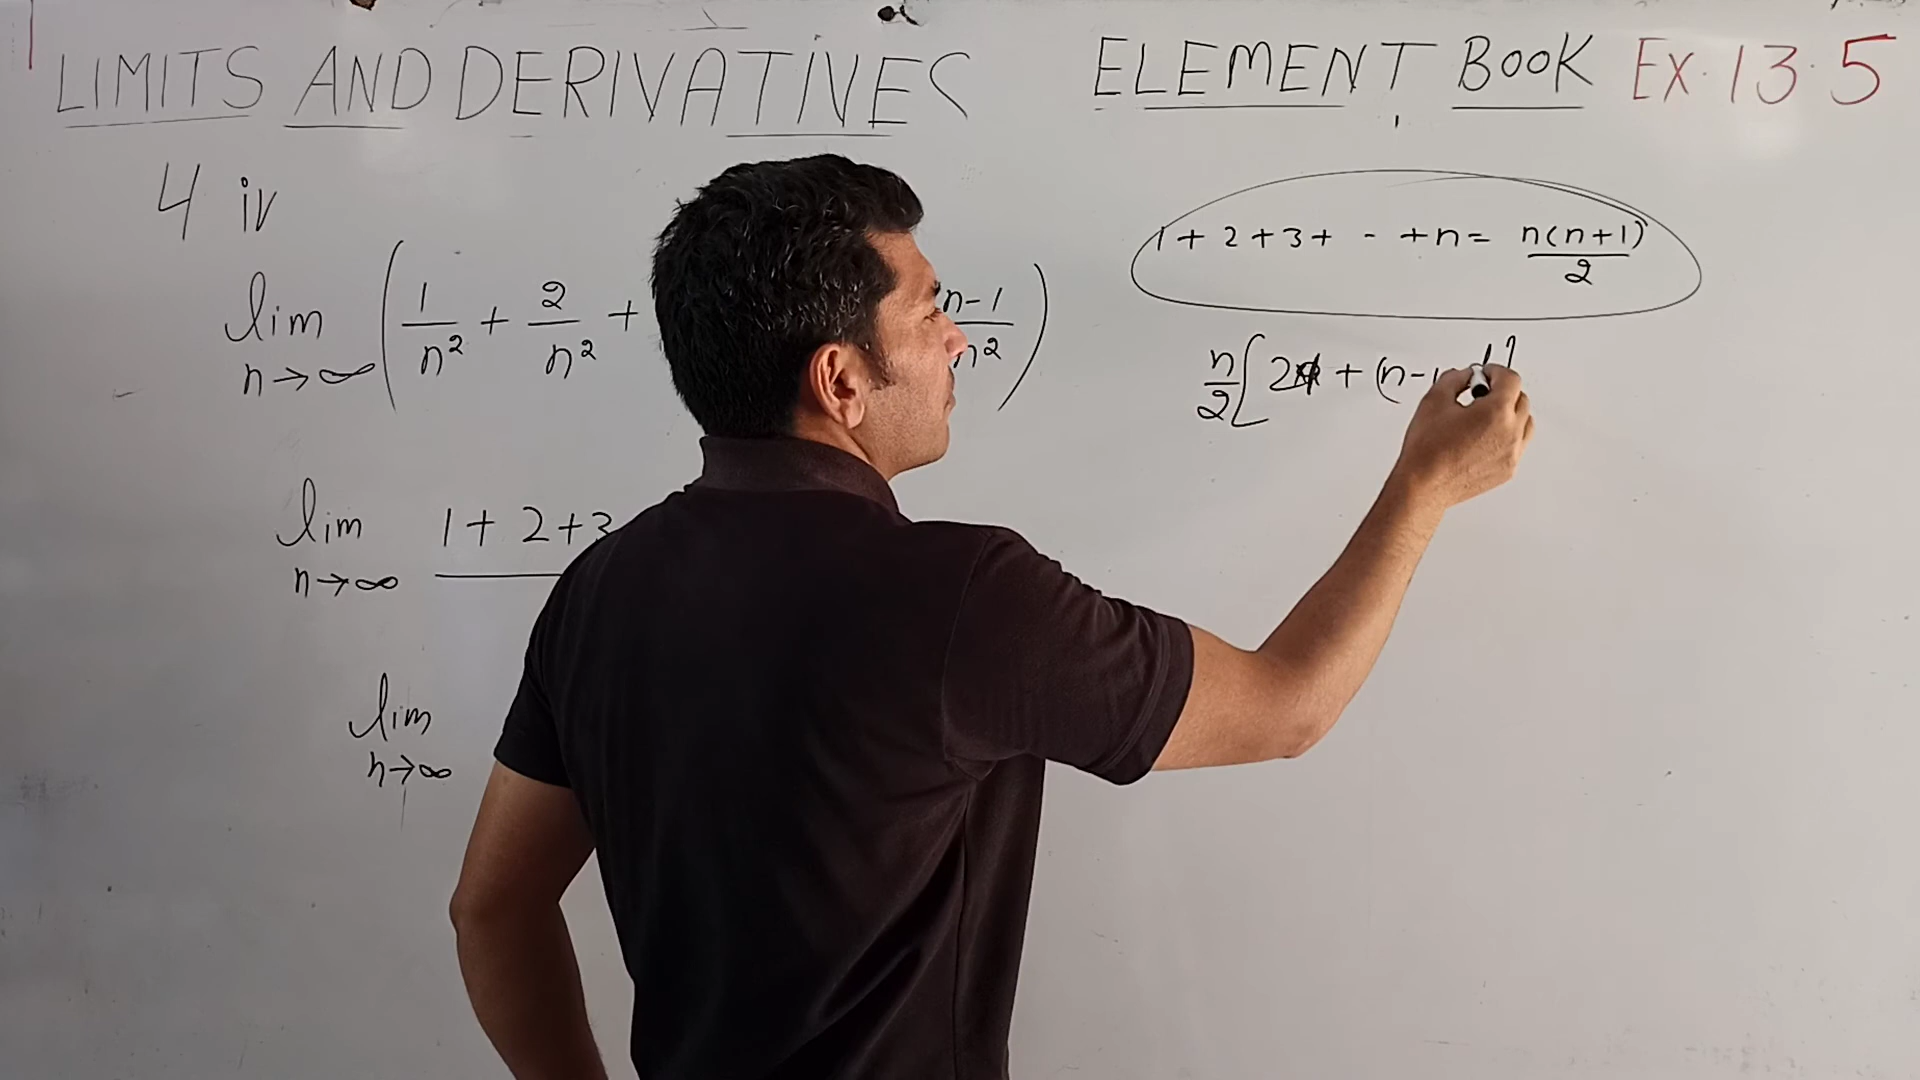 LIMITS AND DERIVATIVES
ELEMENT BOOK EX. 13.5
4 iv
lim n→∞ ( 1/n² + 2/n² + n-1/n² )
1 + 2 + 3 + - + n = n(n+1)/2
n/2 [ 2 + (n-1
lim n→∞ 1 + 2 + 3
lim n→∞